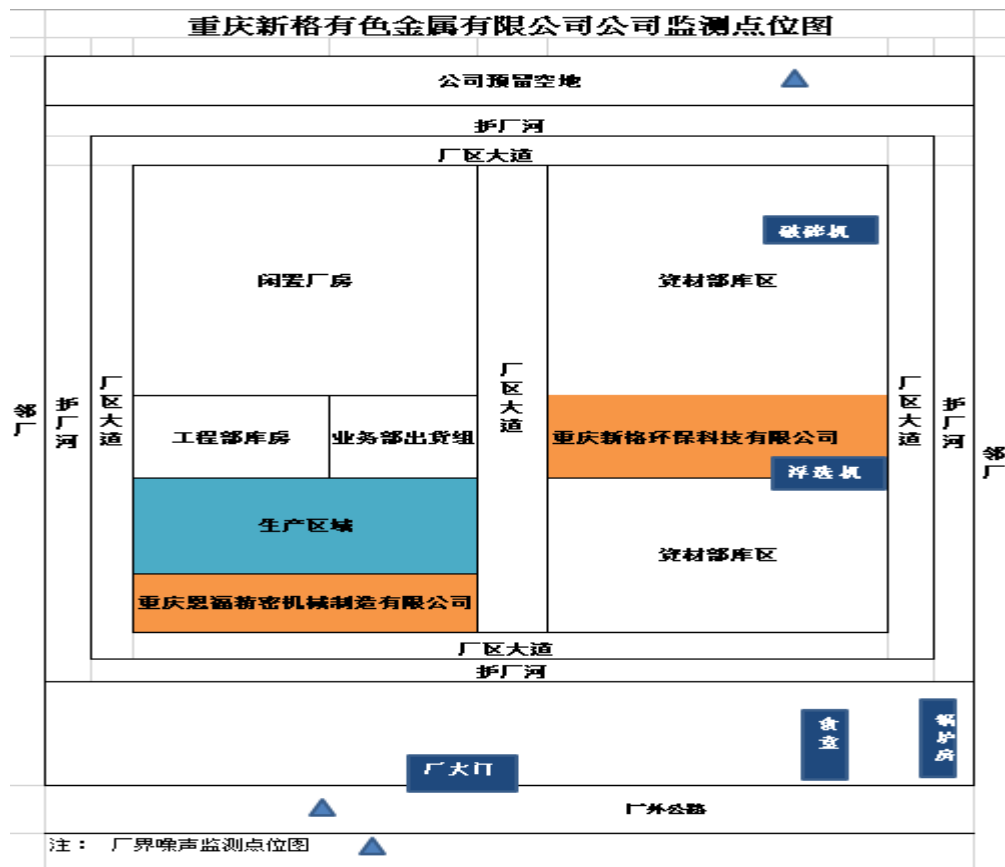 重庆新格有色金属有限公司公司监测点位图
公司预留空地
护厂河
厂区大道
破碎机
闲置厂房
资材部库区
邻厂
护厂河
厂区大道
厂区大道
厂区大道
护厂河
邻厂
工程部库房
业务部出货组
重庆新格环保科技有限公司
浮选机
生产区域
资材部库区
重庆恩福精密机械制造有限公司
厂区大道
护厂河
食堂
锅炉房
厂大门
厂外公路
注： 厂界噪声监测点位图